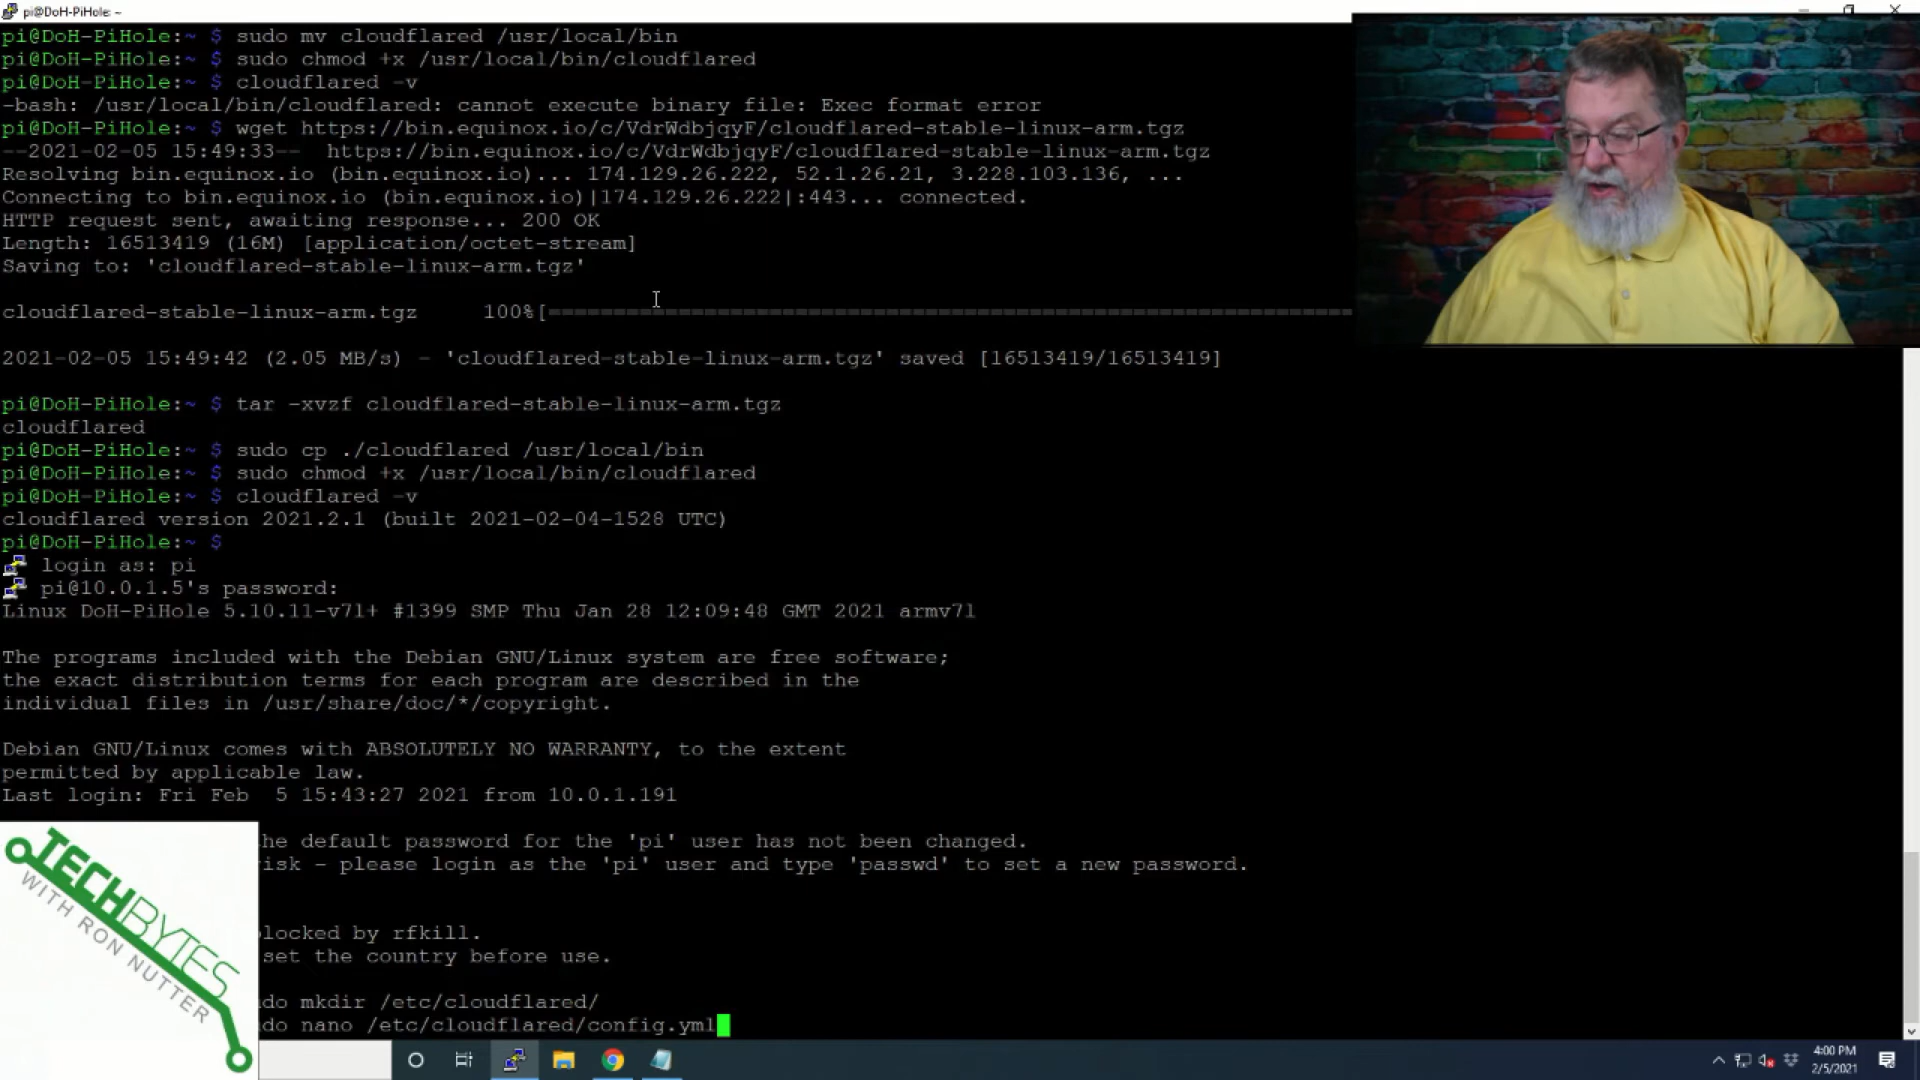 pi@DoH-PiHole: ~
pi@DoH-PiHole:~ $ sudo mv cloudflared /usr/local/bin
pi@DoH-PiHole:~ $ sudo chmod +x /usr/local/bin/cloudflared
pi@DoH-PiHole:~ $ cloudflared -v
-bash: /usr/local/bin/cloudflared: cannot execute binary file: Exec format error
pi@DoH-PiHole:~ $ wget https://bin.equinox.io/c/VdrWdbjqyF/cloudflared-stable-linux-arm.tgz
--2021-02-05 15:49:33--  https://bin.equinox.io/c/VdrWdbjqyF/cloudflared-stable-linux-arm.tgz
Resolving bin.equinox.io (bin.equinox.io)... 174.129.26.222, 52.1.26.21, 3.228.103.136, ...
Connecting to bin.equinox.io (bin.equinox.io)|174.129.26.222|:443... connected.
HTTP request sent, awaiting response... 200 OK
Length: 16513419 (16M) [application/octet-stream]
Saving to: 'cloudflared-stable-linux-arm.tgz'
cloudflared-stable-linux-arm.tgz     100%[==============================================================
2021-02-05 15:49:42 (2.05 MB/s) - 'cloudflared-stable-linux-arm.tgz' saved [16513419/16513419]
pi@DoH-PiHole:~ $ tar -xvzf cloudflared-stable-linux-arm.tgz
cloudflared
pi@DoH-PiHole:~ $ sudo cp ./cloudflared /usr/local/bin
pi@DoH-PiHole:~ $ sudo chmod +x /usr/local/bin/cloudflared
pi@DoH-PiHole:~ $ cloudflared -v
cloudflared version 2021.2.1 (built 2021-02-04-1528 UTC)
pi@DoH-PiHole:~ $
login as: pi
pi@10.0.1.5's password:
Linux DoH-PiHole 5.10.11-v7l+ #1399 SMP Thu Jan 28 12:09:48 GMT 2021 armv7l
The programs included with the Debian GNU/Linux system are free software;
the exact distribution terms for each program are described in the
individual files in /usr/share/doc/*/copyright.
Debian GNU/Linux comes with ABSOLUTELY NO WARRANTY, to the extent
permitted by applicable law.
Last login: Fri Feb  5 15:43:27 2021 from 10.0.1.191
he default password for the 'pi' user has not been changed.
risk - please login as the 'pi' user and type 'passwd' to set a new password.
locked by rfkill.
set the country before use.
do mkdir /etc/cloudflared/
do nano /etc/cloudflared/config.yml
TECHBYTES
WITH RON NUTTER
4:00 PM
2/5/2021